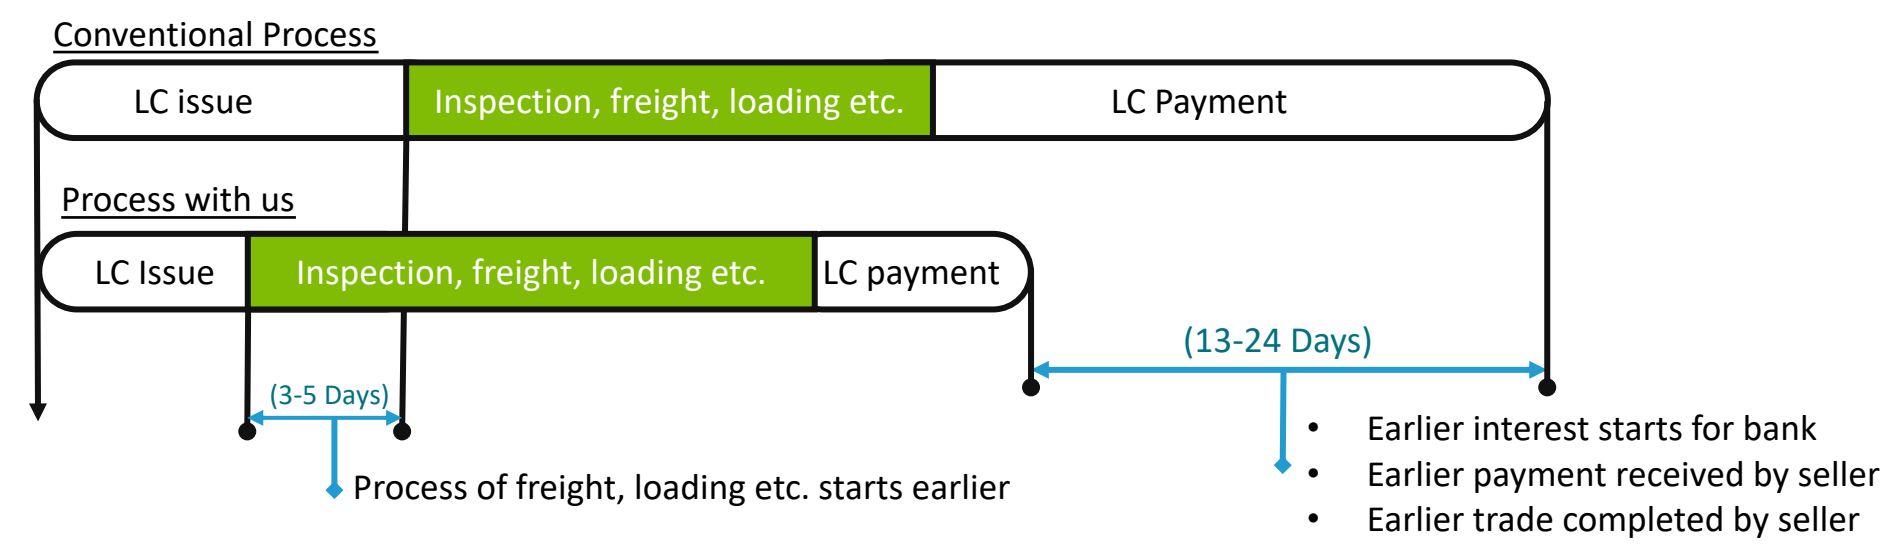 Conventional Process
LC issue
Inspection, freight, loading etc.
LC Payment
Process with us
LC Issue
Inspection, freight, loading etc.
LC payment
(13-24 Days)
(3-5 Days)
Process of freight, loading etc. starts earlier
• Earlier interest starts for bank
• Earlier payment received by seller
• Earlier trade completed by seller